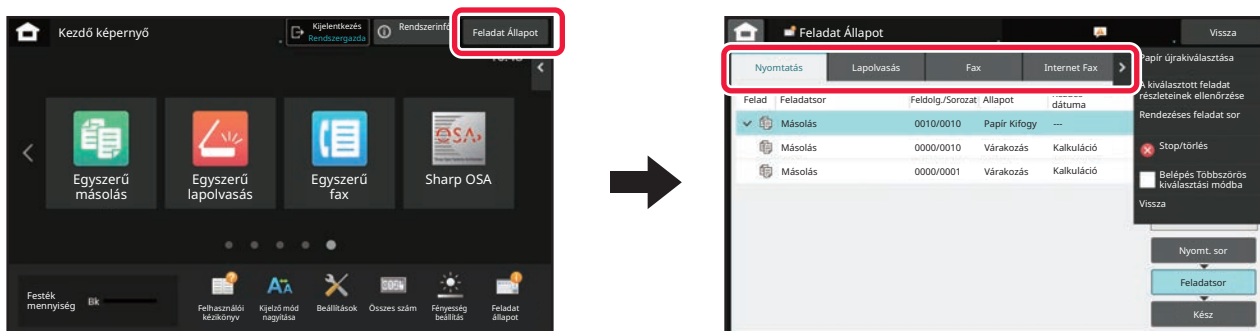 Kezdő képernyő
Kijelentkezés
Rendszergazda
Feladat Állapot
Egyszerű
másolás
Egyszerű
lapolvasás
Egyszerű
fax
OSA
Sharp OSA
Festék
mennyiség
Bk
Felhasználói
kézikönyv
Kijelző mód
nagyítása
Beállítások
Összes szám
Fényesség
beállítás
Feladat
állapot
Feladat Állapot
Vissza
Nyomtatás
Lapolvasás
Fax
Internet Fax
Papír újrakiválasztása
A kiválasztott feladat
részleteinek ellenőrzése
Rendezéses feladat sor
Stop/törlés
Belépés Többszörös
kiválasztási módba
Vissza
Felad Feladatsor Feldolg./Sorozat Állapot
dátuma
Másolás 0010/0010 Papír Kifogy ---
Másolás 0000/0010 Várakozás Kalkuláció
Másolás 0000/0001 Várakozás Kalkuláció
Nyomt. sor
Feladatsor
Kész